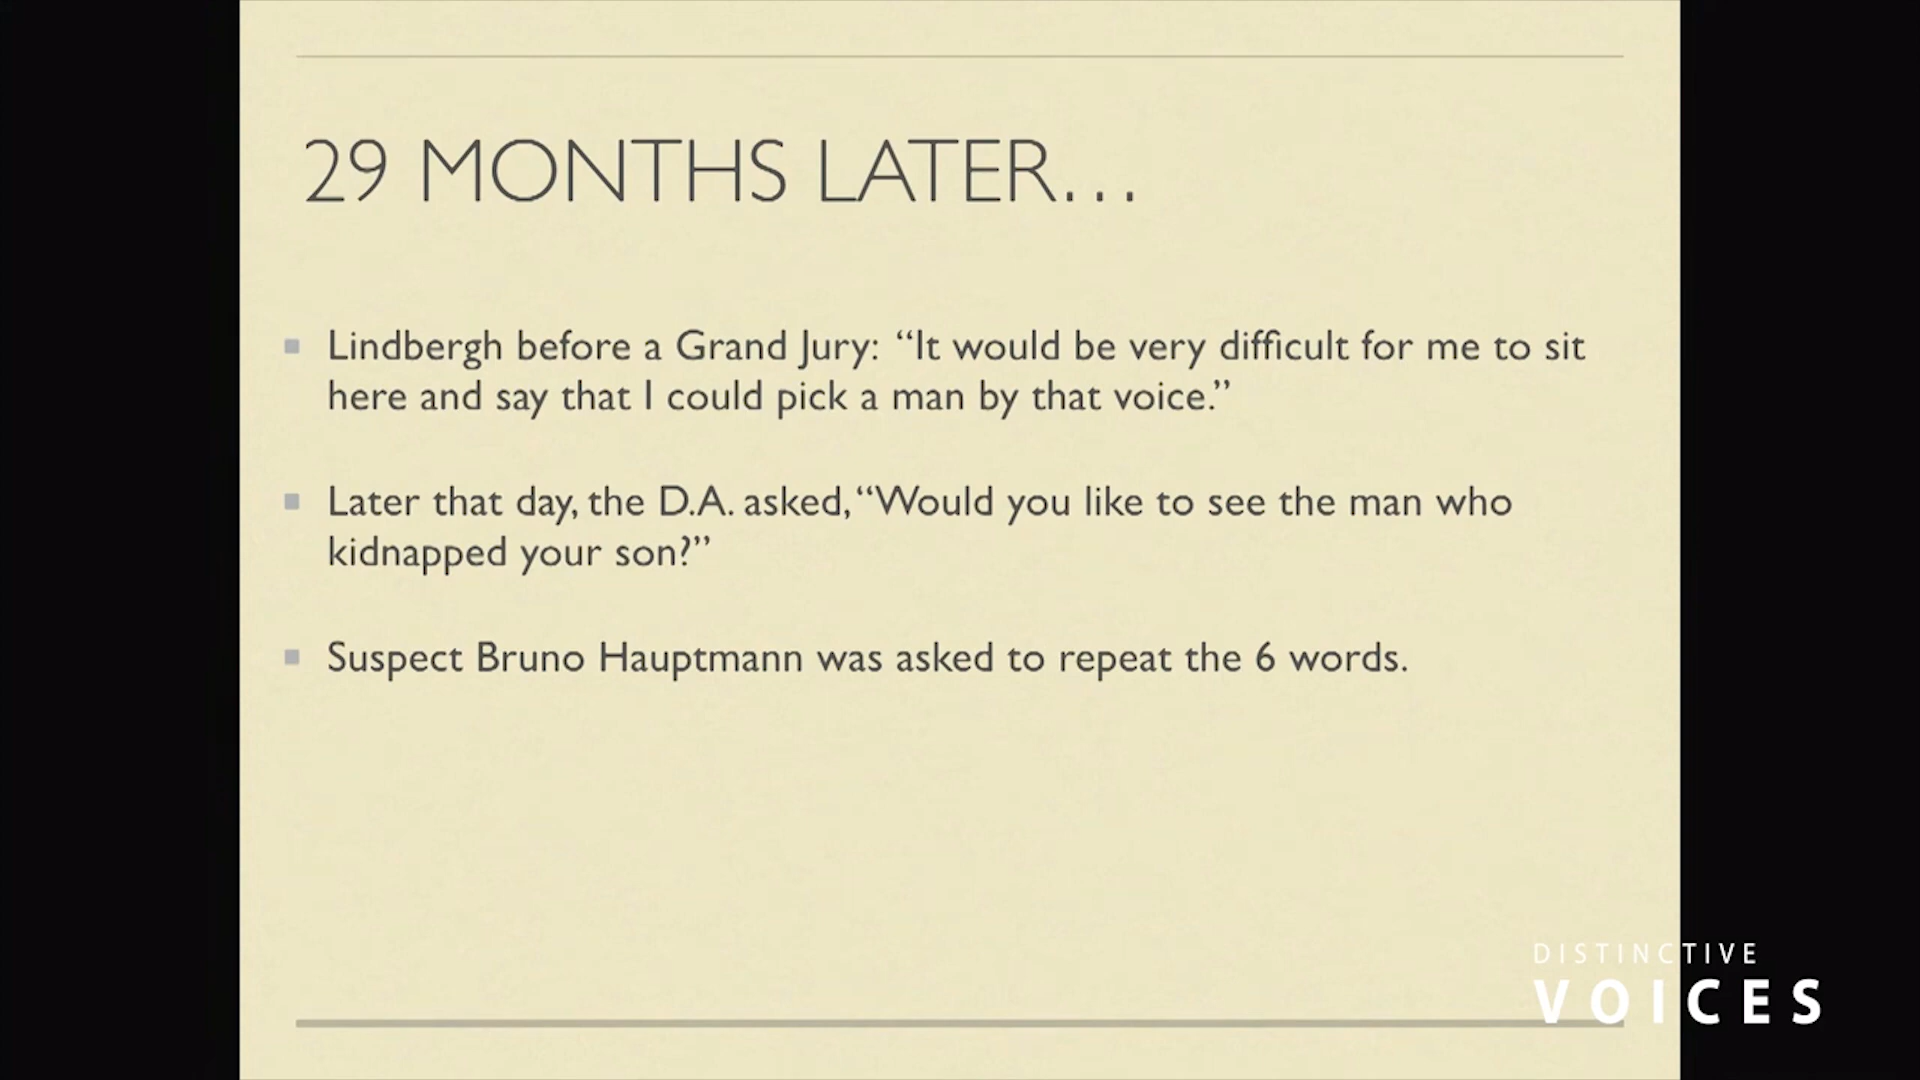 29 MONTHS LATER…
Lindbergh before a Grand Jury: “It would be very difficult for me to sit
here and say that I could pick a man by that voice.”
Later that day, the D.A. asked, “Would you like to see the man who
kidnapped your son?”
Suspect Bruno Hauptmann was asked to repeat the 6 words.
DISTINCTIVE
VOICES